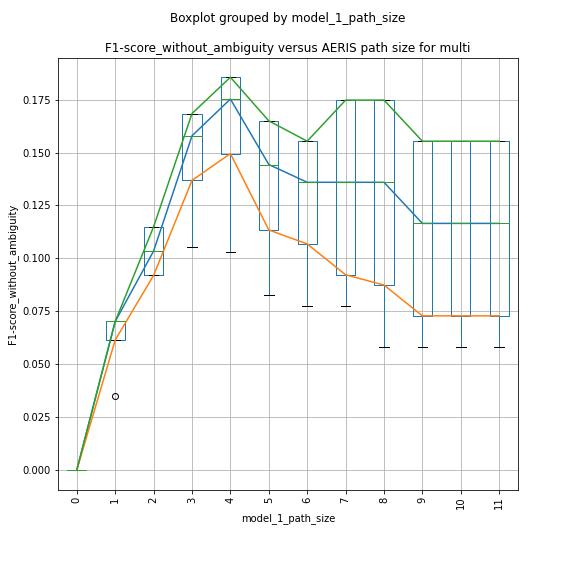 Boxplot grouped by model_1_path_size
F1-score_without_ambiguity versus AERIS path size for multi
F1-score_without_ambiguity
0.175
0.150
0.125
0.100
0.075
0.050
0.025
0.000
0 1 2 3 4 5 6 7 8 9 10 11
model_1_path_size